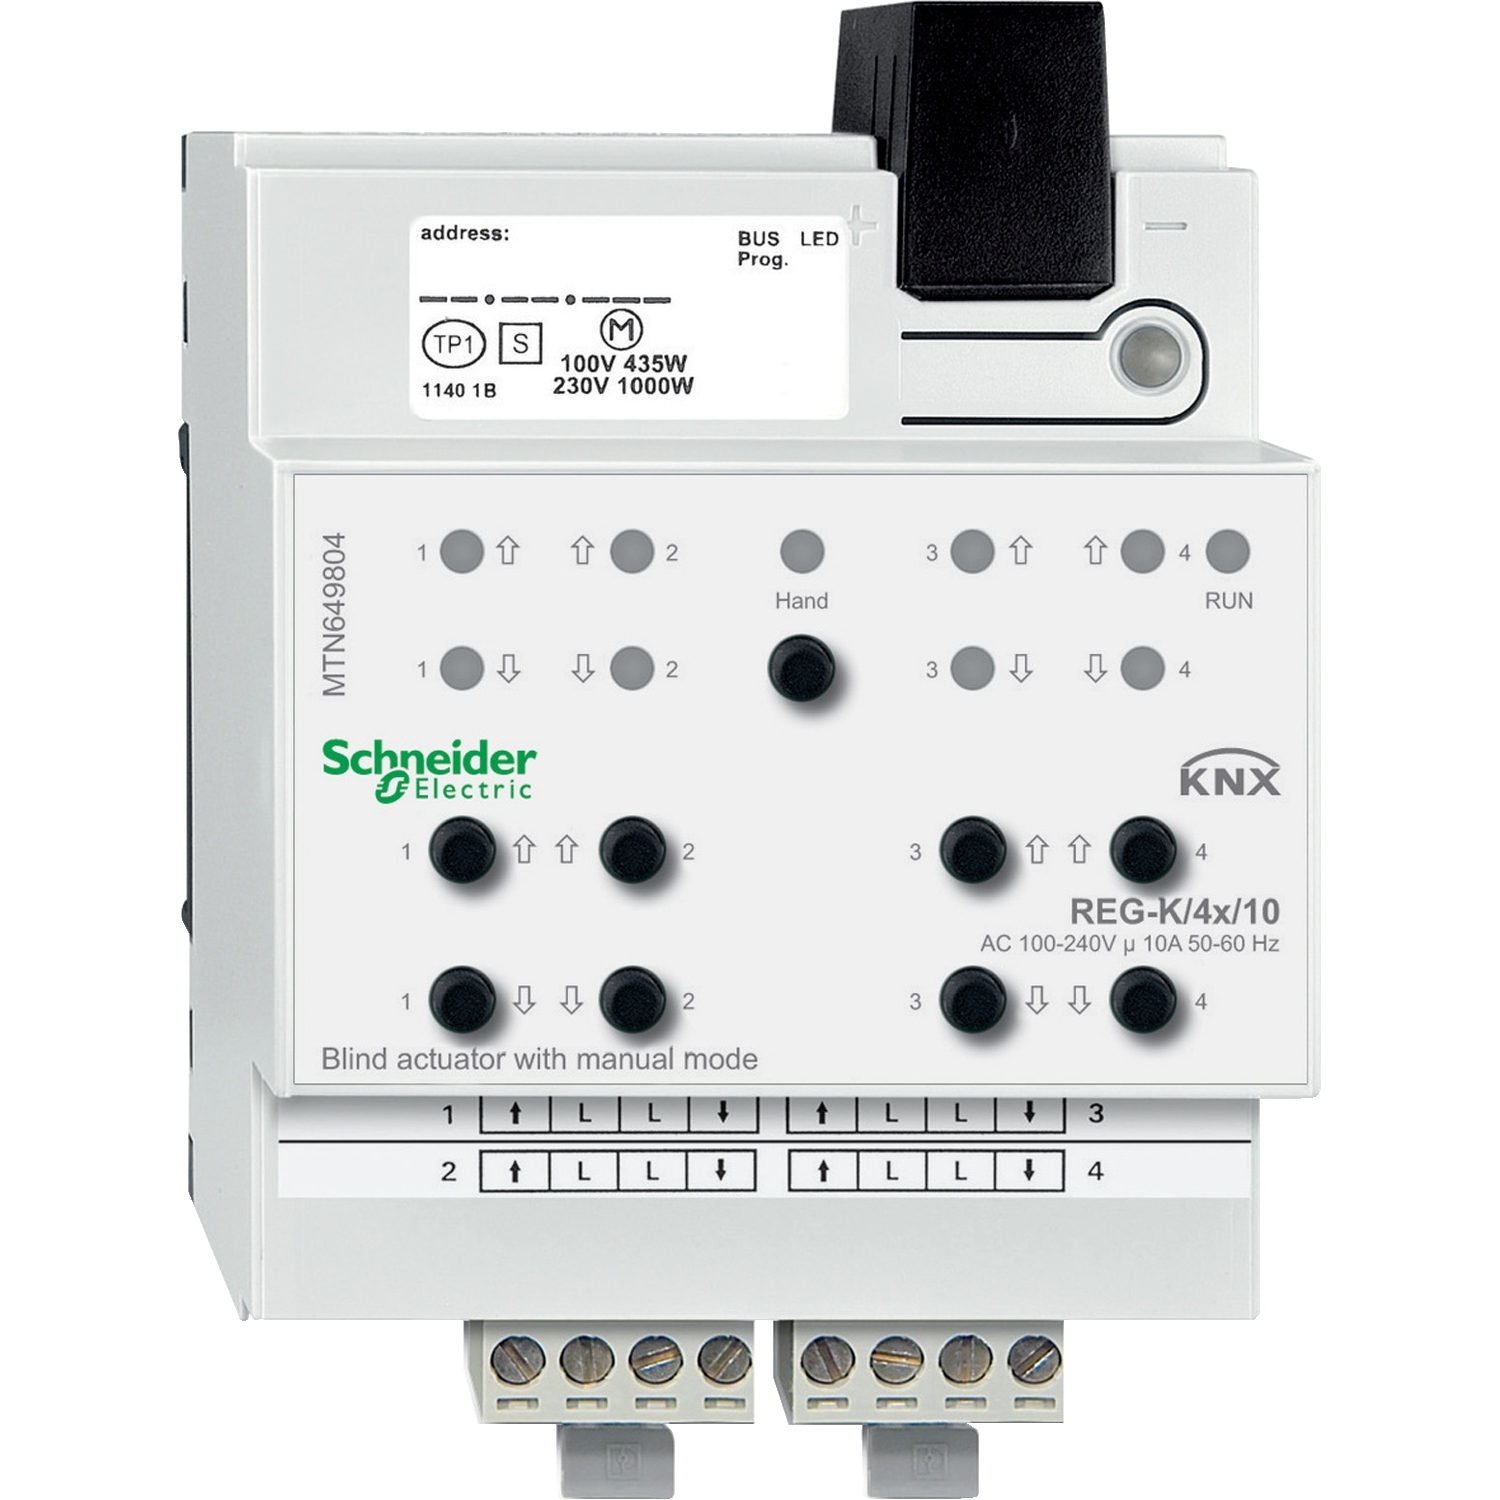 address:
BUS LED
Prog.
TP1 S M
100V 435W
1140 1B 230V 1000W
MTN649804
1 2 3 4
Hand
RUN
1 2 3 4
Schneider
Electric
KNX
1 2 3 4
REG-K/4x/10
AC 100-240V µ 10A 50-60 Hz
1 2 3 4
Blind actuator with manual mode
1 L L L L 3
2 L L L L 4